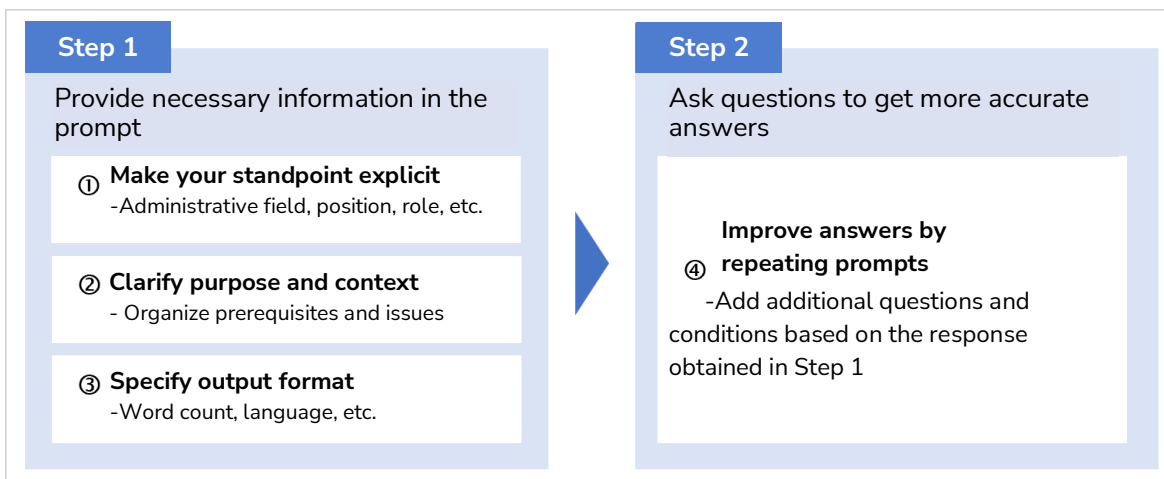 Step 1
Provide necessary information in the
prompt
① Make your standpoint explicit
-Administrative field, position, role, etc.
② Clarify purpose and context
- Organize prerequisites and issues
③ Specify output format
-Word count, language, etc.
Step 2
Ask questions to get more accurate
answers
Improve answers by
④ repeating prompts
-Add additional questions and
conditions based on the response
obtained in Step 1